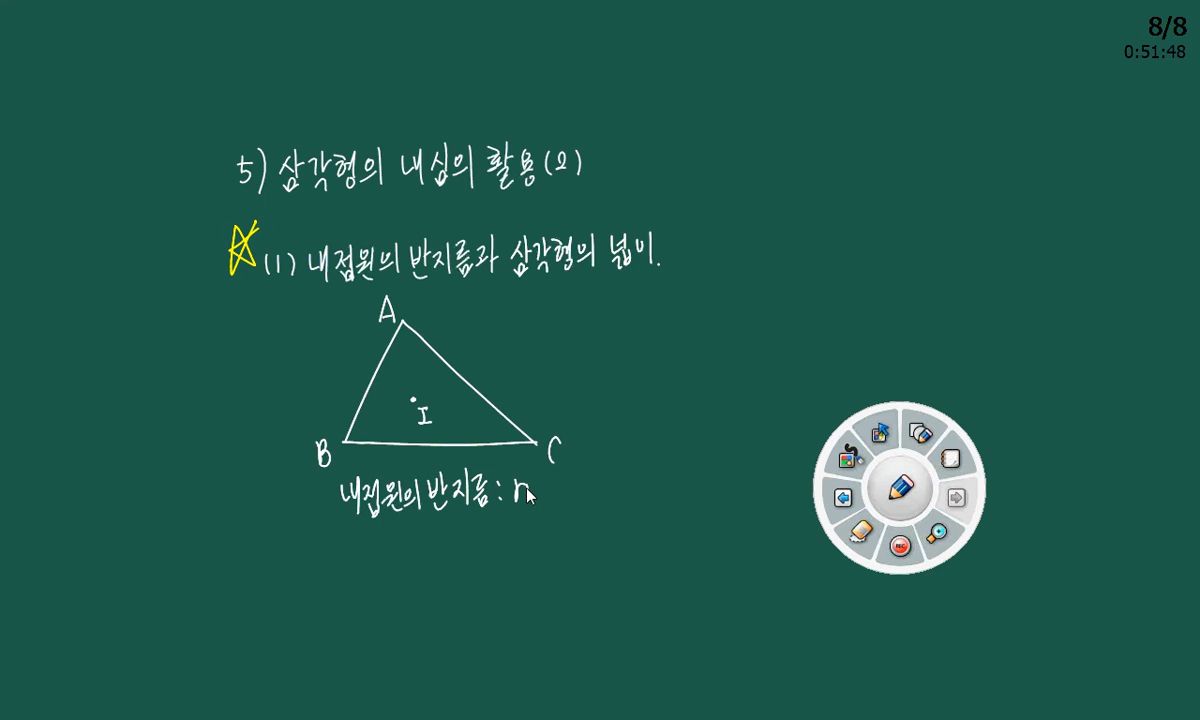 8/8
0:51:48
5) 삼각형의 내심의 활용(2)
(1) 내접원의 반지름과 삼각형의 넓이.
A
I
B
C
내접원의 반지름 : r